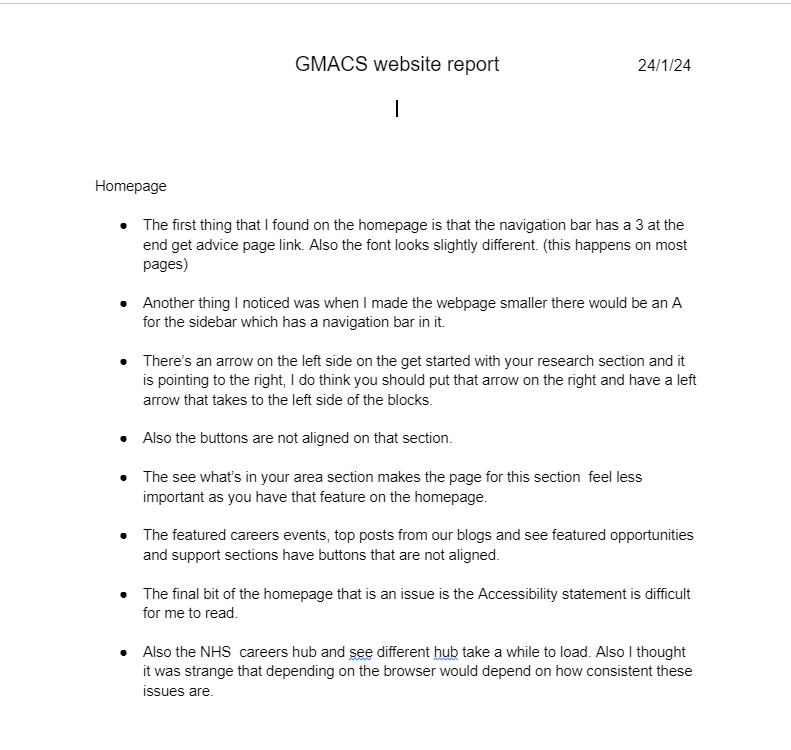 GMACS website report 24/1/24
Homepage
● The first thing that I found on the homepage is that the navigation bar has a 3 at the
end get advice page link. Also the font looks slightly different. (this happens on most
pages)
● Another thing I noticed was when I made the webpage smaller there would be an A
for the sidebar which has a navigation bar in it.
● There's an arrow on the left side on the get started with your research section and it
is pointing to the right, I do think you should put that arrow on the right and have a left
arrow that takes to the left side of the blocks.
● Also the buttons are not aligned on that section.
● The see what's in your area section makes the page for this section  feel less
important as you have that feature on the homepage.
● The featured careers events, top posts from our blogs and see featured opportunities
and support sections have buttons that are not aligned.
● The final bit of the homepage that is an issue is the Accessibility statement is difficult
for me to read.
● Also the NHS  careers hub and see different hub take a while to load. Also I thought
it was strange that depending on the browser would depend on how consistent these
issues are.